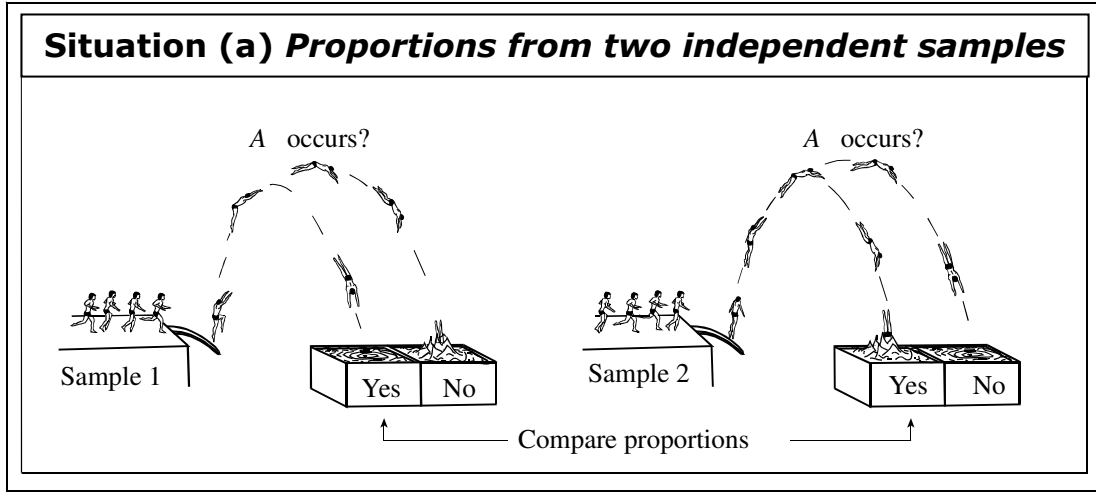 Situation (a) Proportions from two independent samples
A occurs?
A occurs?
Sample 1
Yes
No
Sample 2
Yes
No
Compare proportions